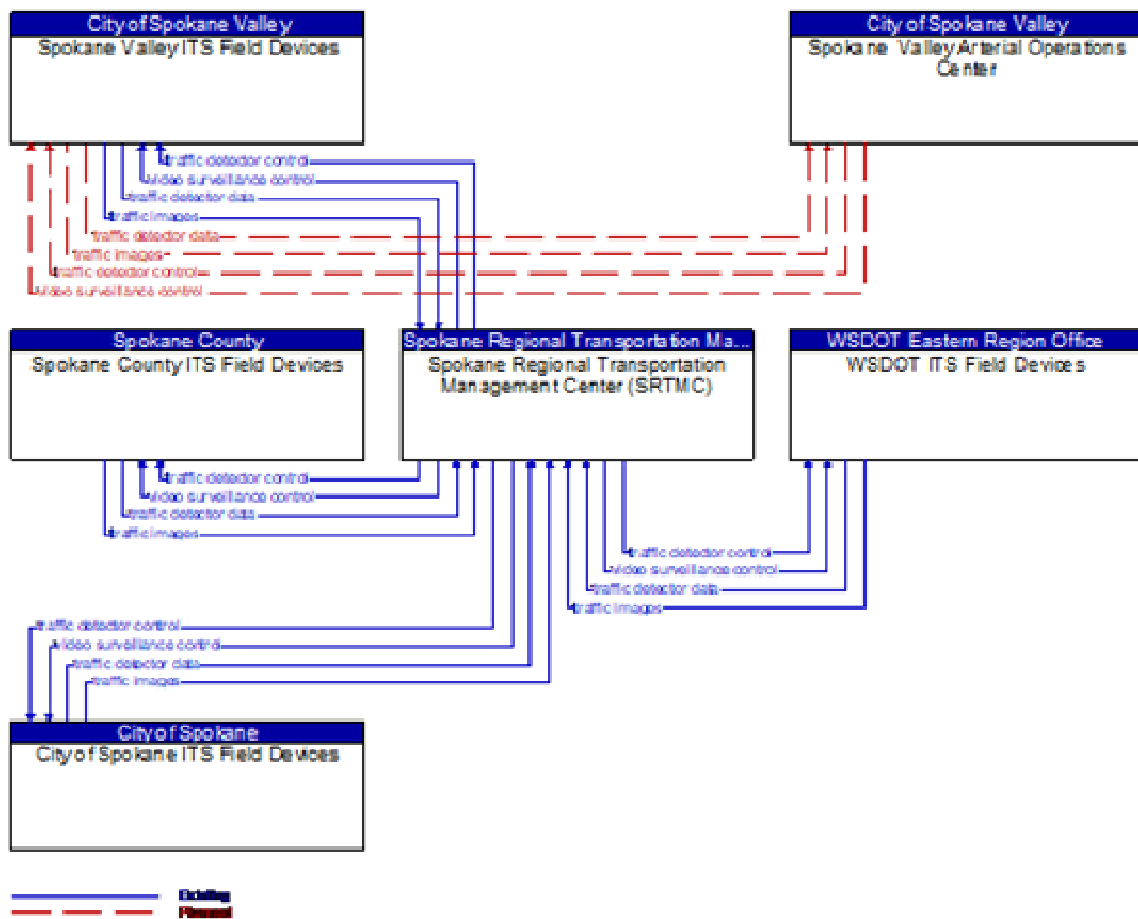 City of Spokane Valley
Spokane Valley ITS Field Devices
City of Spokane Valley
Spokane Valley Arterial Operations
Center
traffic detector control
video surveillance control
traffic detector data
traffic images
traffic detector data
traffic images
traffic detector control
video surveillance control
Spokane County
Spokane County ITS Field Devices
Spokane Regional Transportation Ma...
Spokane Regional Transportation
Management Center (SRTMC)
WSDOT Eastern Region Office
WSDOT ITS Field Devices
traffic detector control
video surveillance control
traffic detector data
traffic images
traffic detector control
video surveillance control
traffic detector data
traffic images
traffic detector control
video surveillance control
traffic detector data
traffic images
City of Spokane
City of Spokane ITS Field Devices
Existing
Planned